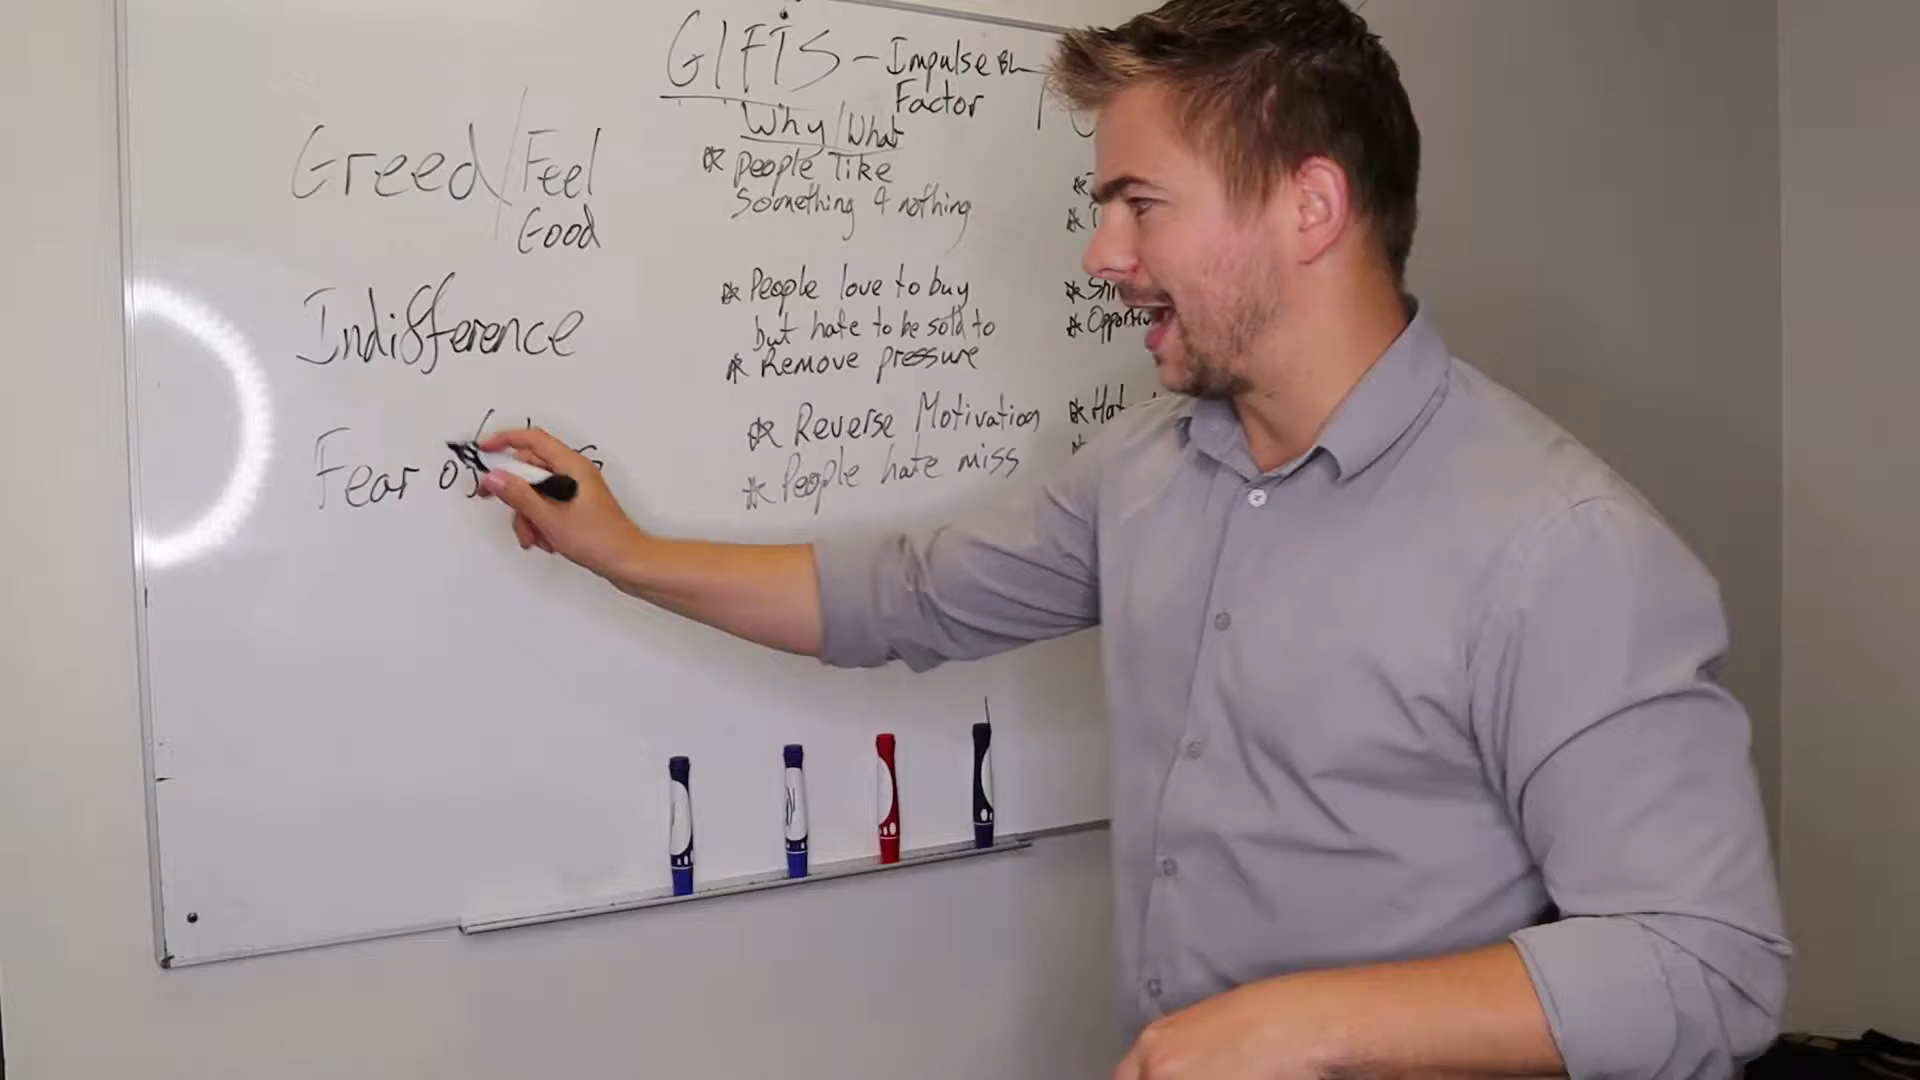 GIFTS - Impulse
Factor
Why/What
Greed/Feel
Good
* People Like
Something 4 nothing
Indifference
* People love to buy
but hate to be sold to
* Remove pressure
Fear of
* Reverse Motivation
* People hate miss